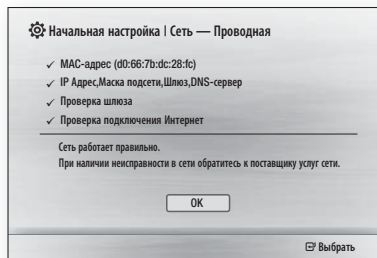 Начальная настройка | Сеть — Проводная
MAC-адрес (d0:66:7b:dc:28:fc)
IP Адрес,Маска подсети,Шлюз,DNS-сервер
Проверка шлюза
Проверка подключения Интернет
Сеть работает правильно.
При наличии неисправности в сети обратитесь к поставщику услуг сети.
OK
Выбрать